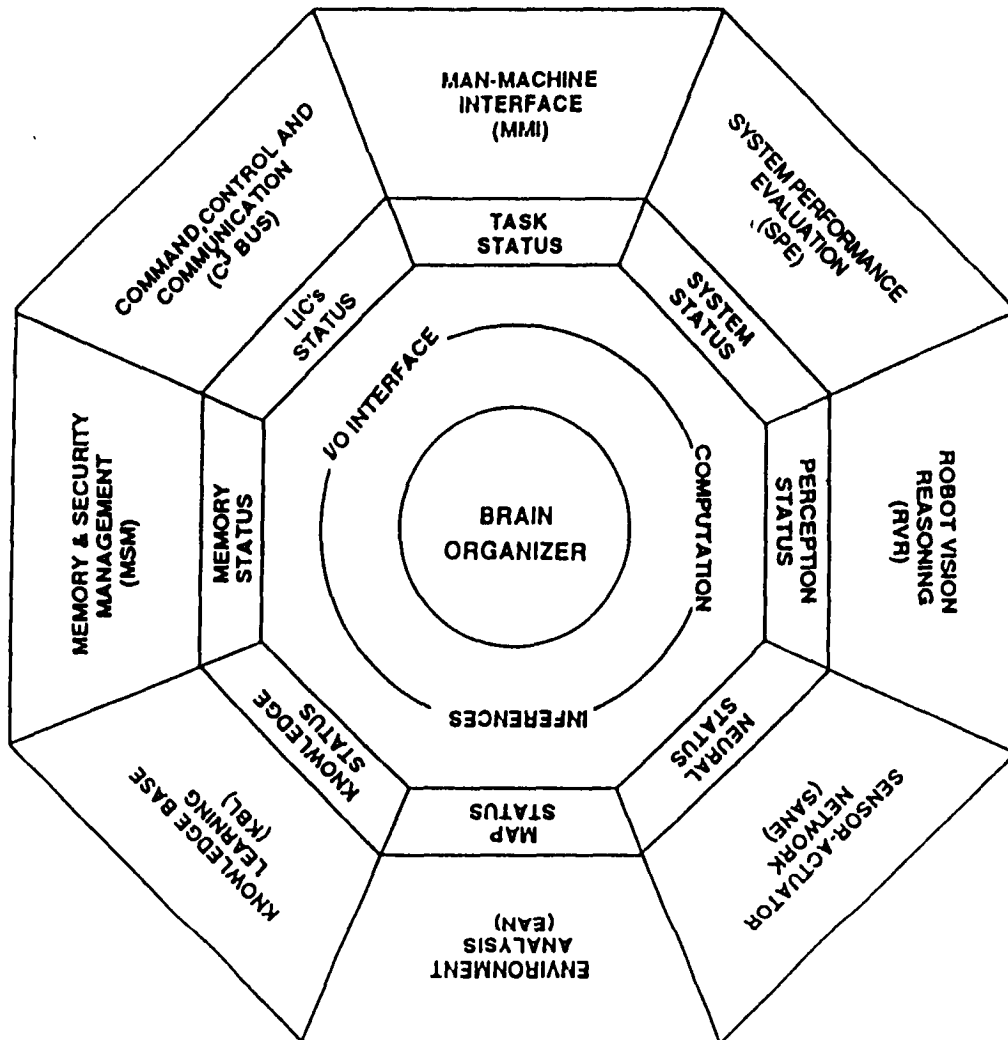 MAN-MACHINE
INTERFACE
(MMI)
TASK
STATUS
SYSTEM PERFORMANCE
EVALUATION
(SPE)
SYSTEM
STATUS
ROBOT VISION
REASONING
(RVR)
PERCEPTION
STATUS
SENSOR-ACTUATOR
NETWORK
(SANE)
NEURAL
STATUS
ENVIRONMENT
ANALYSIS
(EAN)
MAP
STATUS
KNOWLEDGE BASE
LEARNING
(KBL)
KNOWLEDGE
STATUS
MEMORY & SECURITY
MANAGEMENT
(MSM)
MEMORY
STATUS
COMMAND, CONTROL AND
COMMUNICATION
(C3 BUS)
LIC's
STATUS
I/O INTERFACE
COMPUTATION
INFERENCES
BRAIN
ORGANIZER